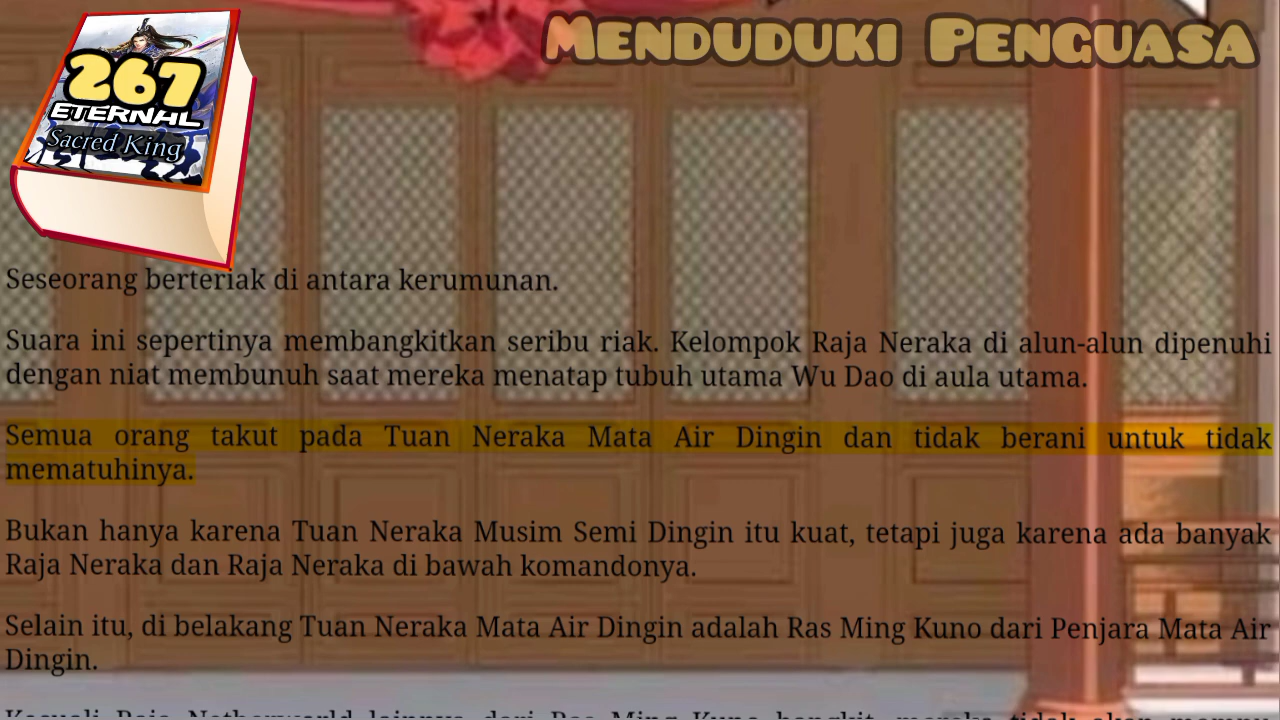 MENDUDUKI PENGUASA
267
ETERNAL
Sacred King
Seseorang berteriak di antara kerumunan.
Suara ini sepertinya membangkitkan seribu riak. Kelompok Raja Neraka di alun-alun dipenuhi
dengan niat membunuh saat mereka menatap tubuh utama Wu Dao di aula utama.
Semua orang takut pada Tuan Neraka Mata Air Dingin dan tidak berani untuk tidak
mematuhinya.
Bukan hanya karena Tuan Neraka Musim Semi Dingin itu kuat, tetapi juga karena ada banyak
Raja Neraka dan Raja Neraka di bawah komandonya.
Selain itu, di belakang Tuan Neraka Mata Air Dingin adalah Ras Ming Kuno dari Penjara Mata Air
Dingin.